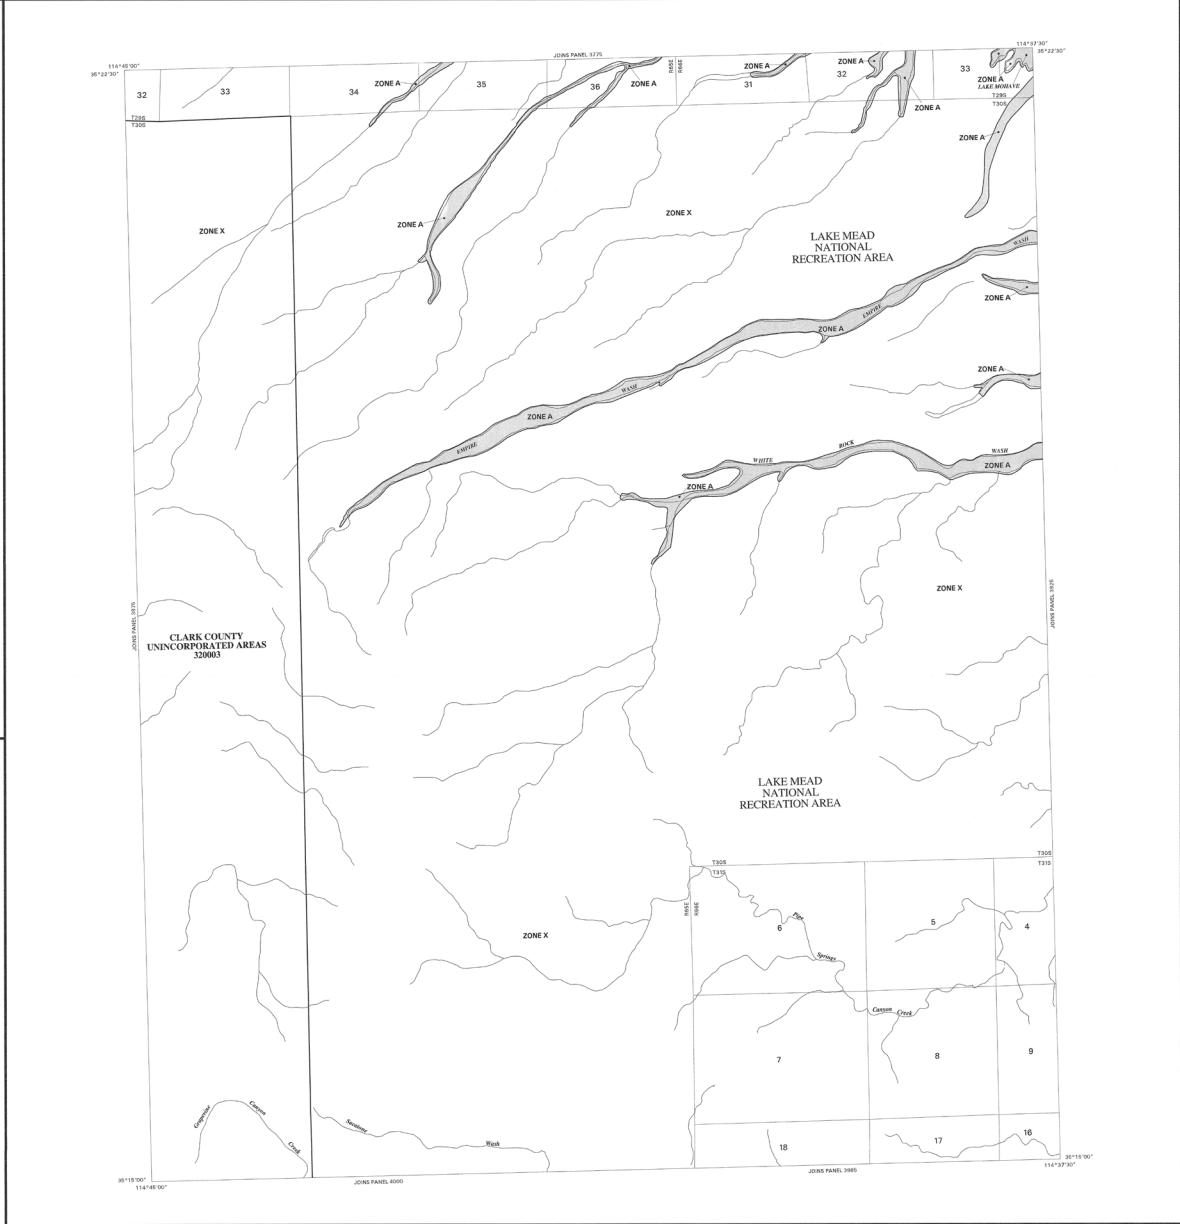 JOINS PANEL 3775
114°45'00"
35°22'30"
114°37'30"
35°22'30"
32
33
34
ZONE A
35
36
ZONE A
R65E
R66E
ZONE A
31
ZONE A
32
ZONE A
33
ZONE A
LAKE MOHAVE
T29S
T30S
T29S
T30S
ZONE A
ZONE X
ZONE A
ZONE X
LAKE MEAD
NATIONAL
RECREATION AREA
WASH
ZONE A
EMPIRE
ZONE A
ZONE A
WASH
ZONE A
EMPIRE
ROCK
WHITE
WASH
ZONE A
ZONE A
ZONE X
JOINS PANEL 3925
CLARK COUNTY
UNINCORPORATED AREAS
320003
LAKE MEAD
NATIONAL
RECREATION AREA
T30S
T31S
T30S
T31S
R65E
R66E
ZONE X
6
Pipe
Springs
5
4
Canyon
Creek
7
8
9
Grapevine
Canyon
Creek
Sacatone
Wash
18
17
16
JOINS PANEL 3985
JOINS PANEL 4000
35°15'00"
114°45'00"
35°15'00"
114°37'30"